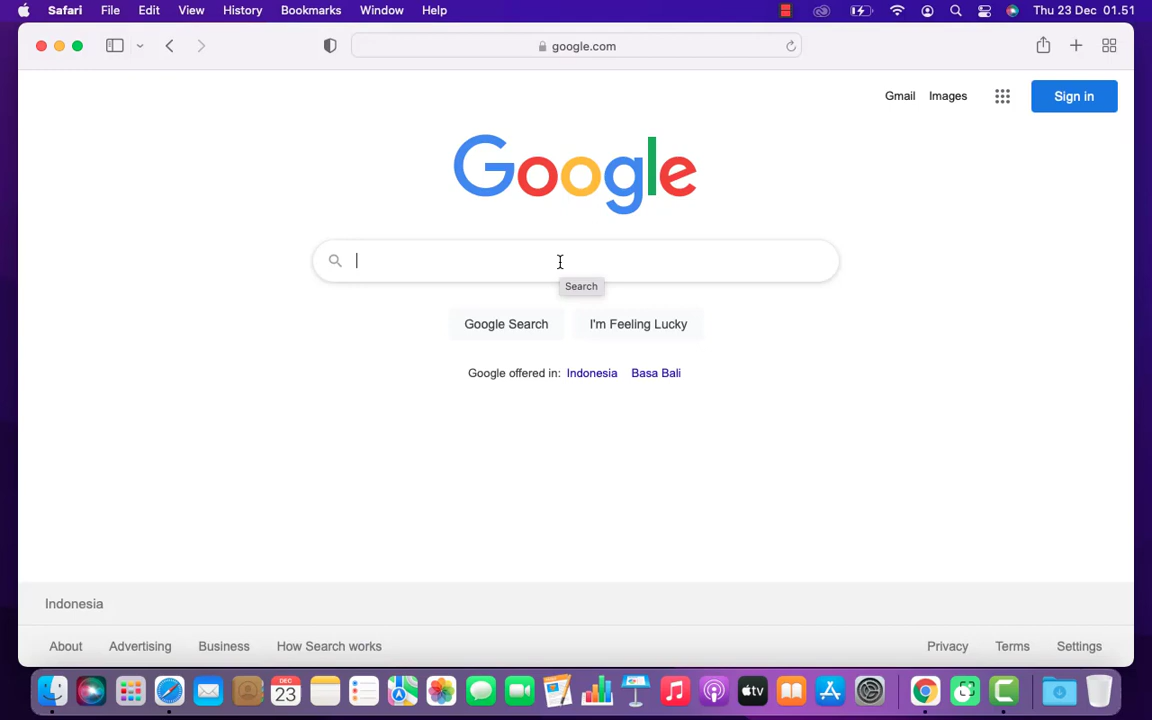 Safari File Edit View History Bookmarks Window Help Thu 23 Dec 01.51
google.com
Gmail Images Sign in
Google
Search
Google Search I'm Feeling Lucky
Google offered in: Indonesia Basa Bali
Indonesia
About Advertising Business How Search works Privacy Terms Settings
DEC
23
tv